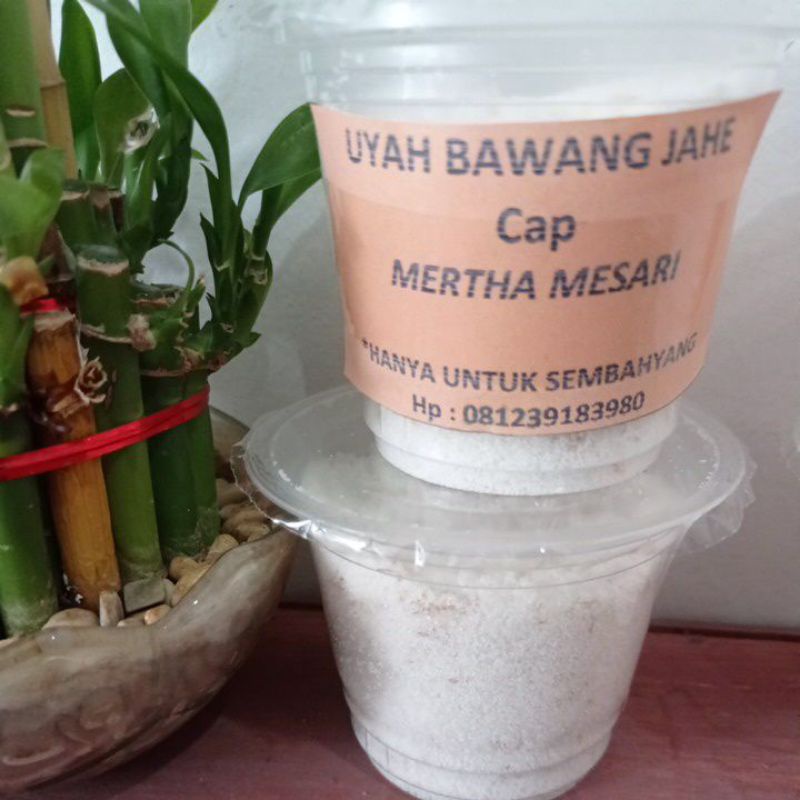 UYAH BAWANG JAHE
Cap
MERTHA MESARI
*HANYA UNTUK SEMBAHYANG
Hp : 081239183980